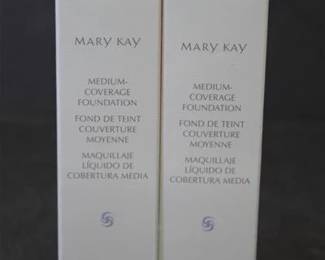 MARY KAY
MEDIUM-
COVERAGE
FOUNDATION
FOND DE TEINT
COUVERTURE
MOYENNE
MAQUILLAJE
LÍQUIDO DE
COBERTURA MEDIA
MARY KAY
MEDIUM-
COVERAGE
FOUNDATION
FOND DE TEINT
COUVERTURE
MOYENNE
MAQUILLAJE
LÍQUIDO DE
COBERTURA MEDIA